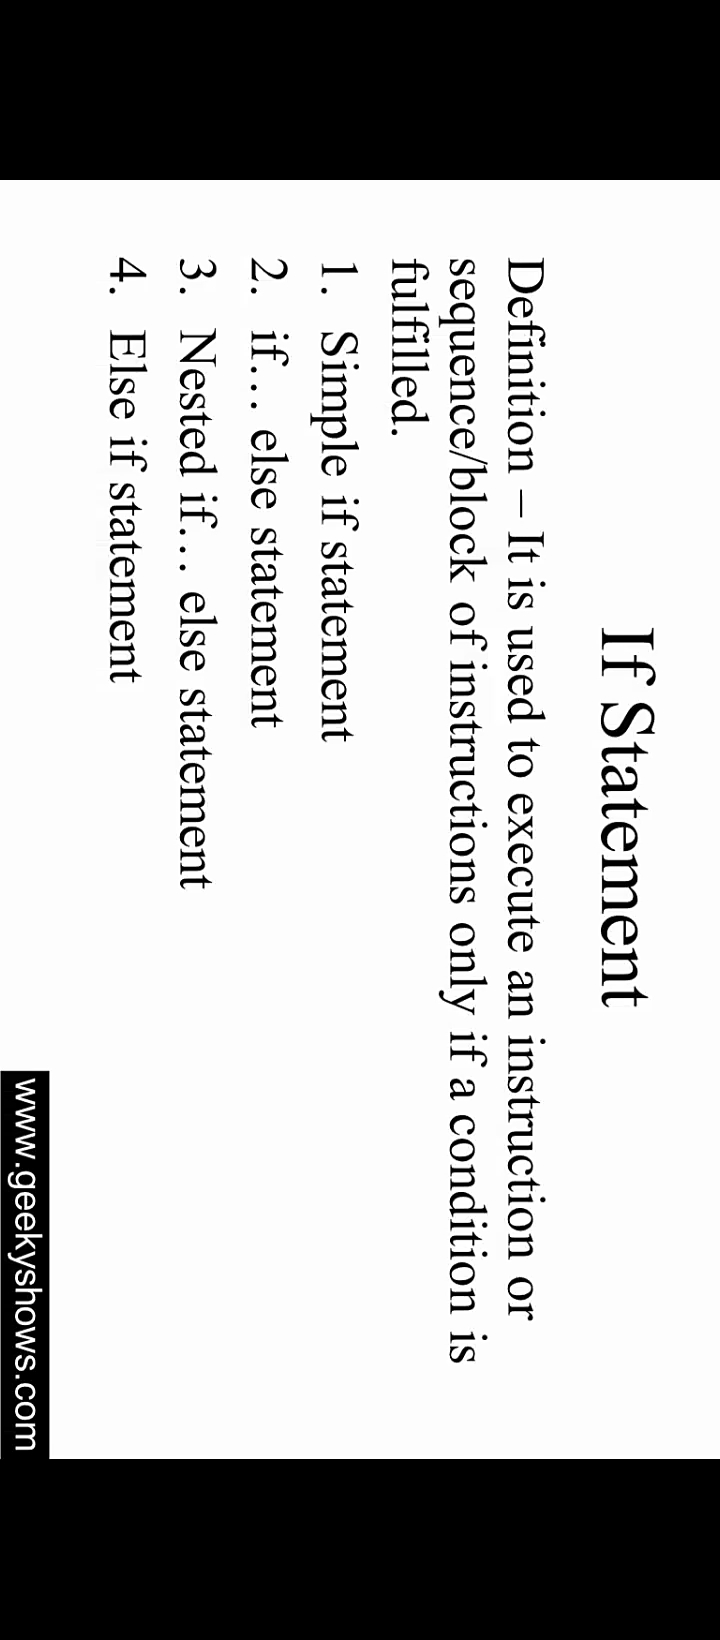 If Statement
Definition – It is used to execute an instruction or
sequence/block of instructions only if a condition is
fulfilled.
1. Simple if statement
2. if… else statement
3. Nested if… else statement
4. Else if statement
www.geekyshows.com